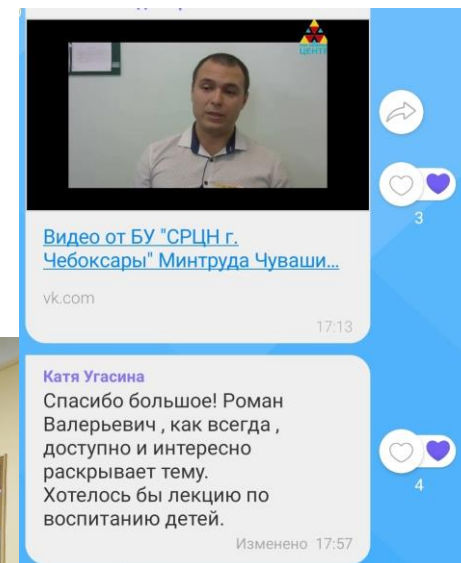 ЦЕНТР
Видео от БУ "СРЦН г.
Чебоксары" Минтруда Чуваши...
vk.com
17:13
3
Катя Угасина
Спасибо большое! Роман
Валерьевич , как всегда ,
доступно и интересно
раскрывает тему.
Хотелось бы лекцию по
воспитанию детей.
Изменено 17:57
4